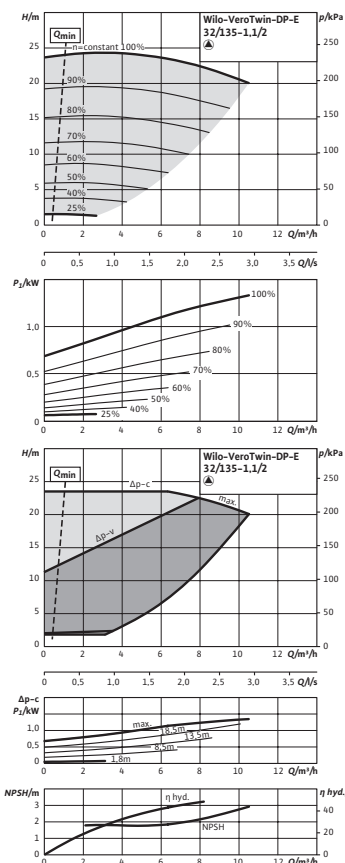 H/m
Wilo-VeroTwin-DP-E
32/135-1,1/2
p/kPa
Qmin
n=constant 100%
90%
80%
70%
60%
50%
40%
25%
25
20
15
10
5
0
250
200
150
100
50
0
0 2 4 6 8 10 12 Q/m³/h
0 0,5 1,0 1,5 2,0 2,5 3,0 3,5 Q/l/s
P₁/kW
1,0
0,5
0
100%
90%
80%
70%
60%
50%
40%
25%
0 2 4 6 8 10 12 Q/m³/h
H/m
Wilo-VeroTwin-DP-E
32/135-1,1/2
p/kPa
Qmin
Δp-c
max.
Δp-v
25
20
15
10
5
0
250
200
150
100
50
0
0 2 4 6 8 10 12 Q/m³/h
0 0,5 1,0 1,5 2,0 2,5 3,0 3,5 Q/l/s
Δp-c
P₁/kW
1,0
0,5
0
max.
18,5m
13,5m
8,5m
1,8m
0 2 4 6 8 10 Q/m³/h
NPSH/m
η hyd.
3
2
1
0
η hyd.
NPSH
40
20
0
0 2 4 6 8 10 12 Q/m³/h